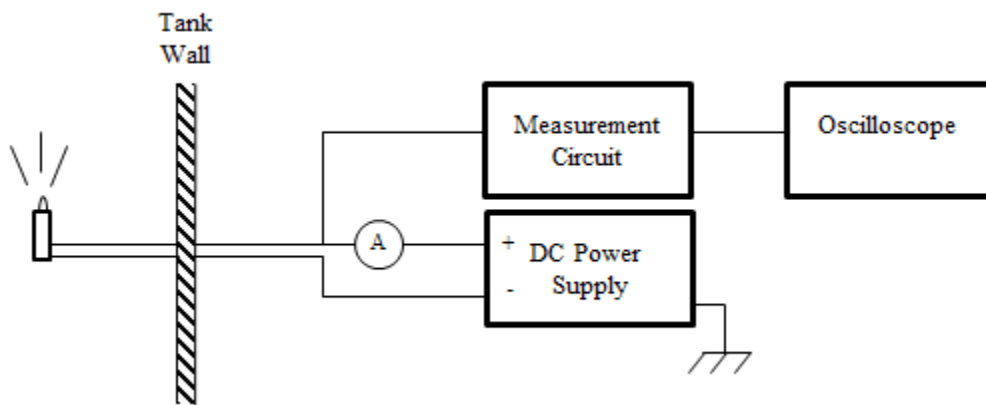 Tank
Wall
Measurement
Circuit
Oscilloscope
A
+
DC Power
Supply
-